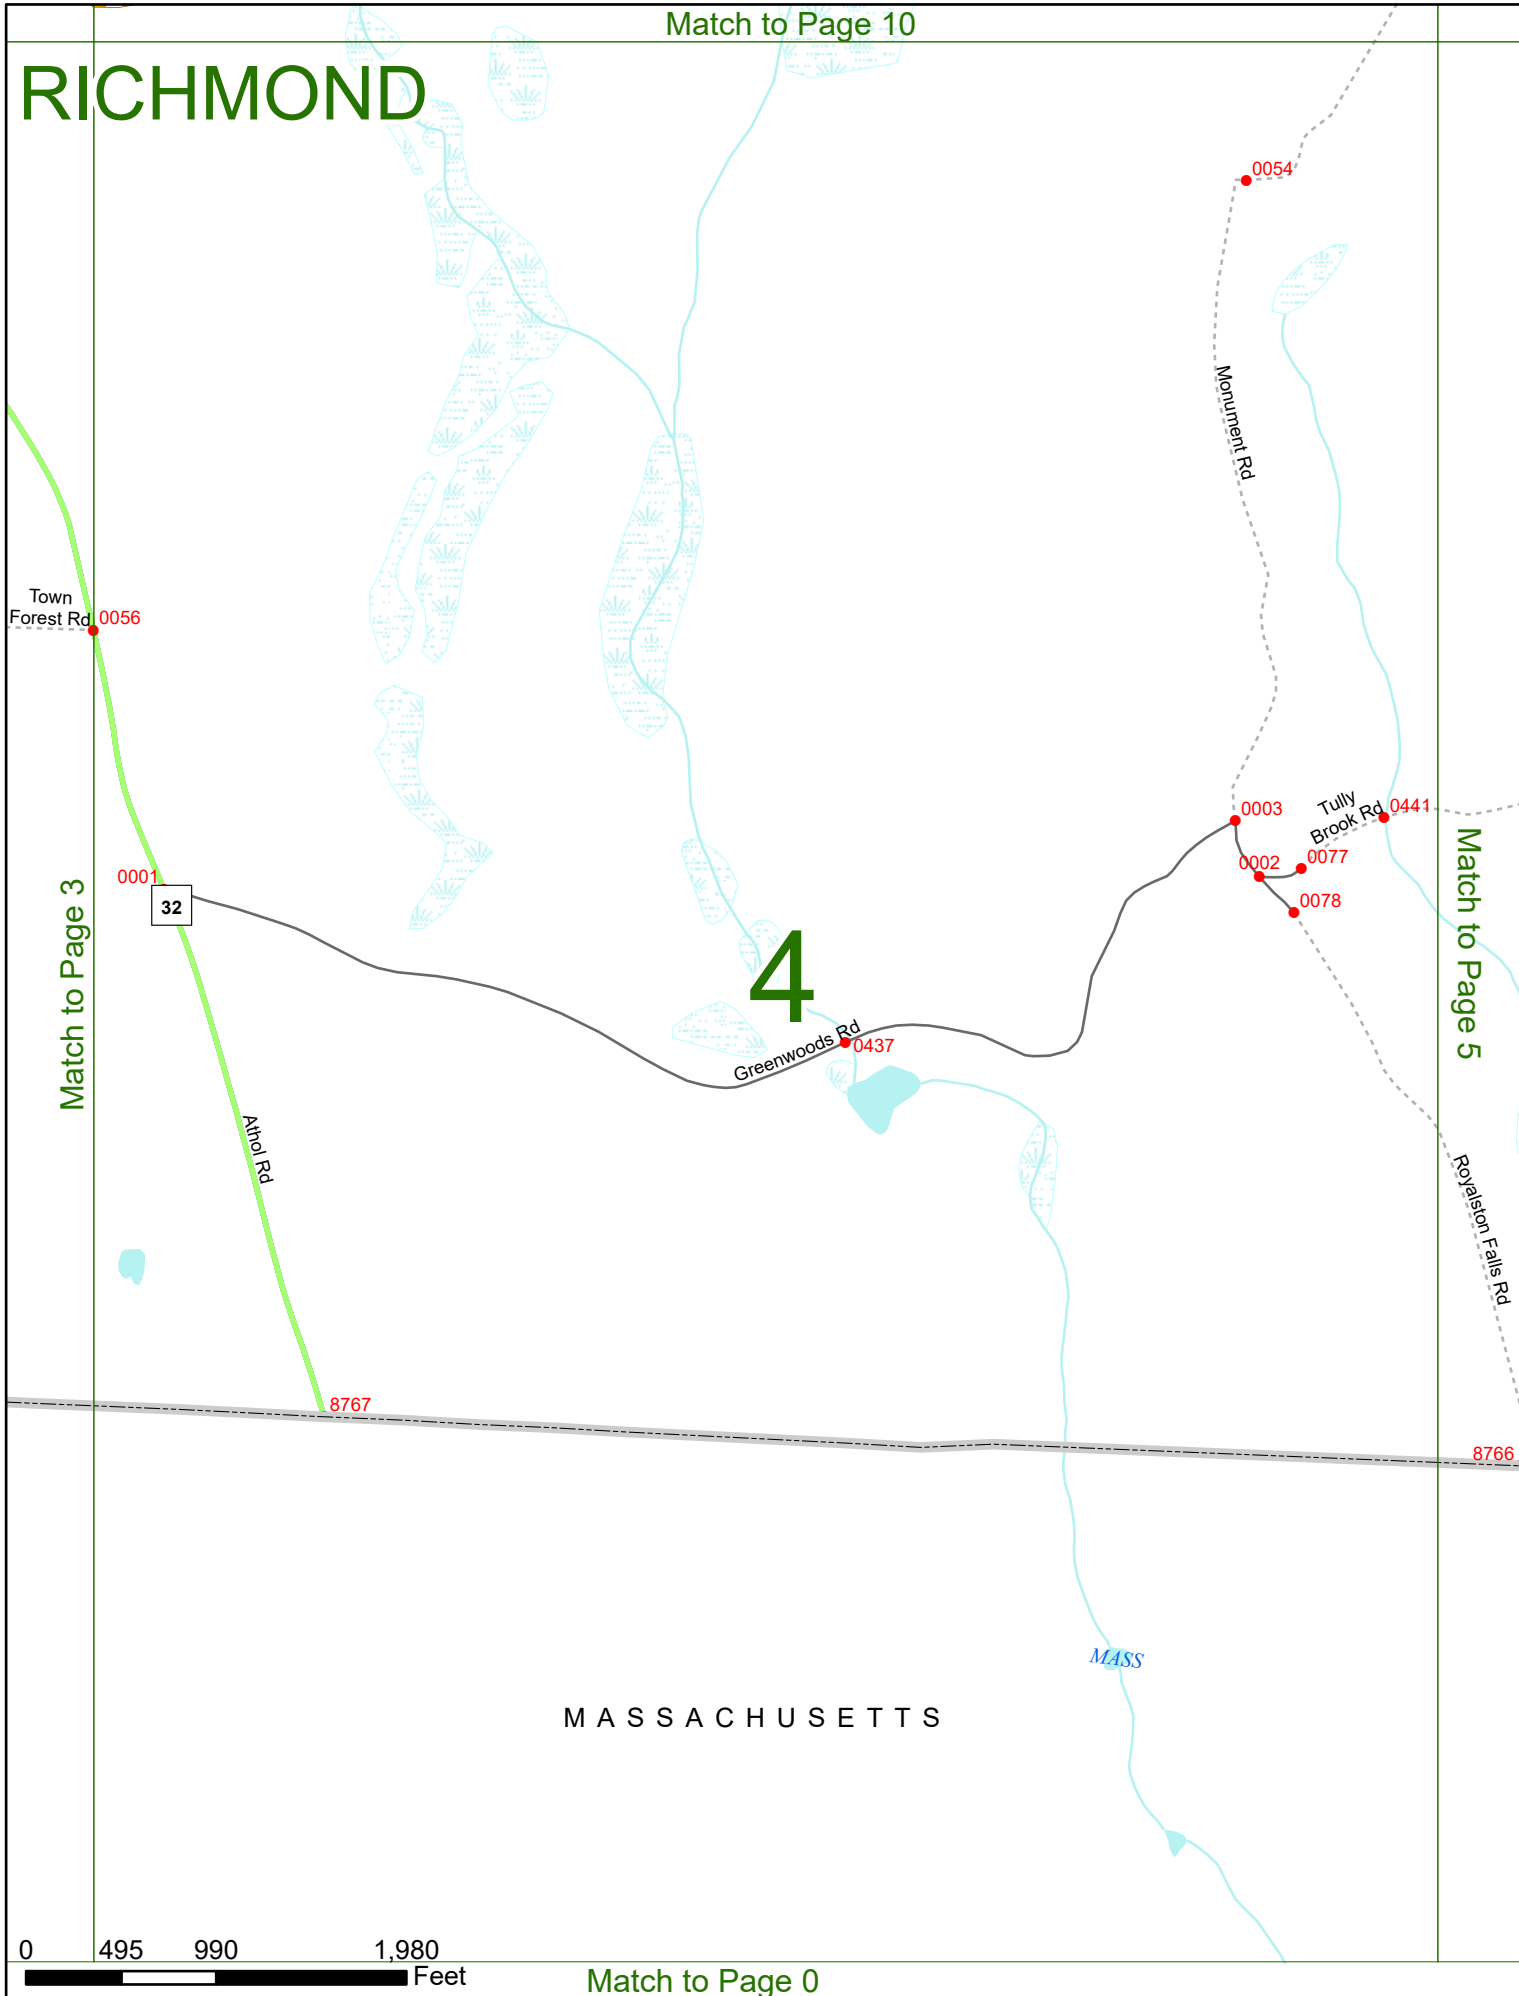 Match to Page 10
RICHMOND
0054
Monument Rd
Town
Forest Rd
0056
0003
Tully
Brook Rd
0441
0001
32
0002
0077
0078
Match to Page 3
Match to Page 5
4
Greenwoods Rd
0437
Athol Rd
Royalston Falls Rd
8767
8766
MASS
MASSACHUSETTS
0 495 990 1,980
Feet
Match to Page 0